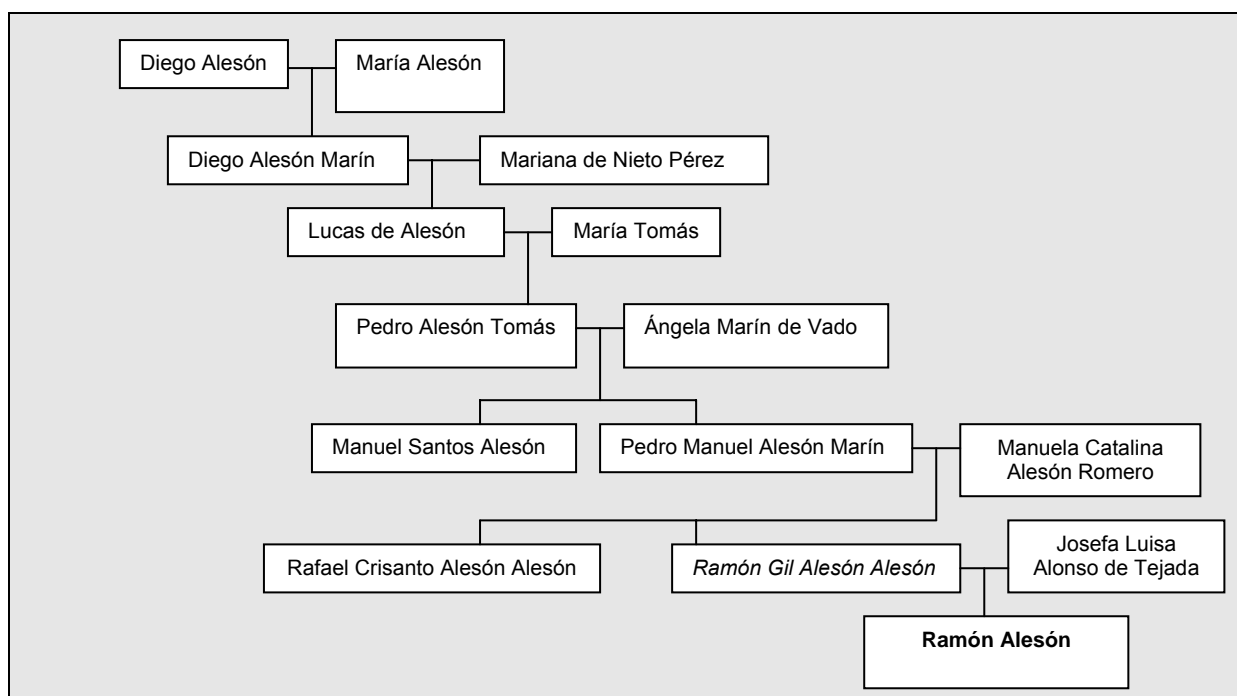 Diego Alesón
María Alesón
Diego Alesón Marín
Mariana de Nieto Pérez
Lucas de Alesón
María Tomás
Pedro Alesón Tomás
Ángela Marín de Vado
Manuel Santos Alesón
Pedro Manuel Alesón Marín
Manuela Catalina
Alesón Romero
Rafael Crisanto Alesón Alesón
Ramón Gil Alesón Alesón
Josefa Luisa
Alonso de Tejada
Ramón Alesón